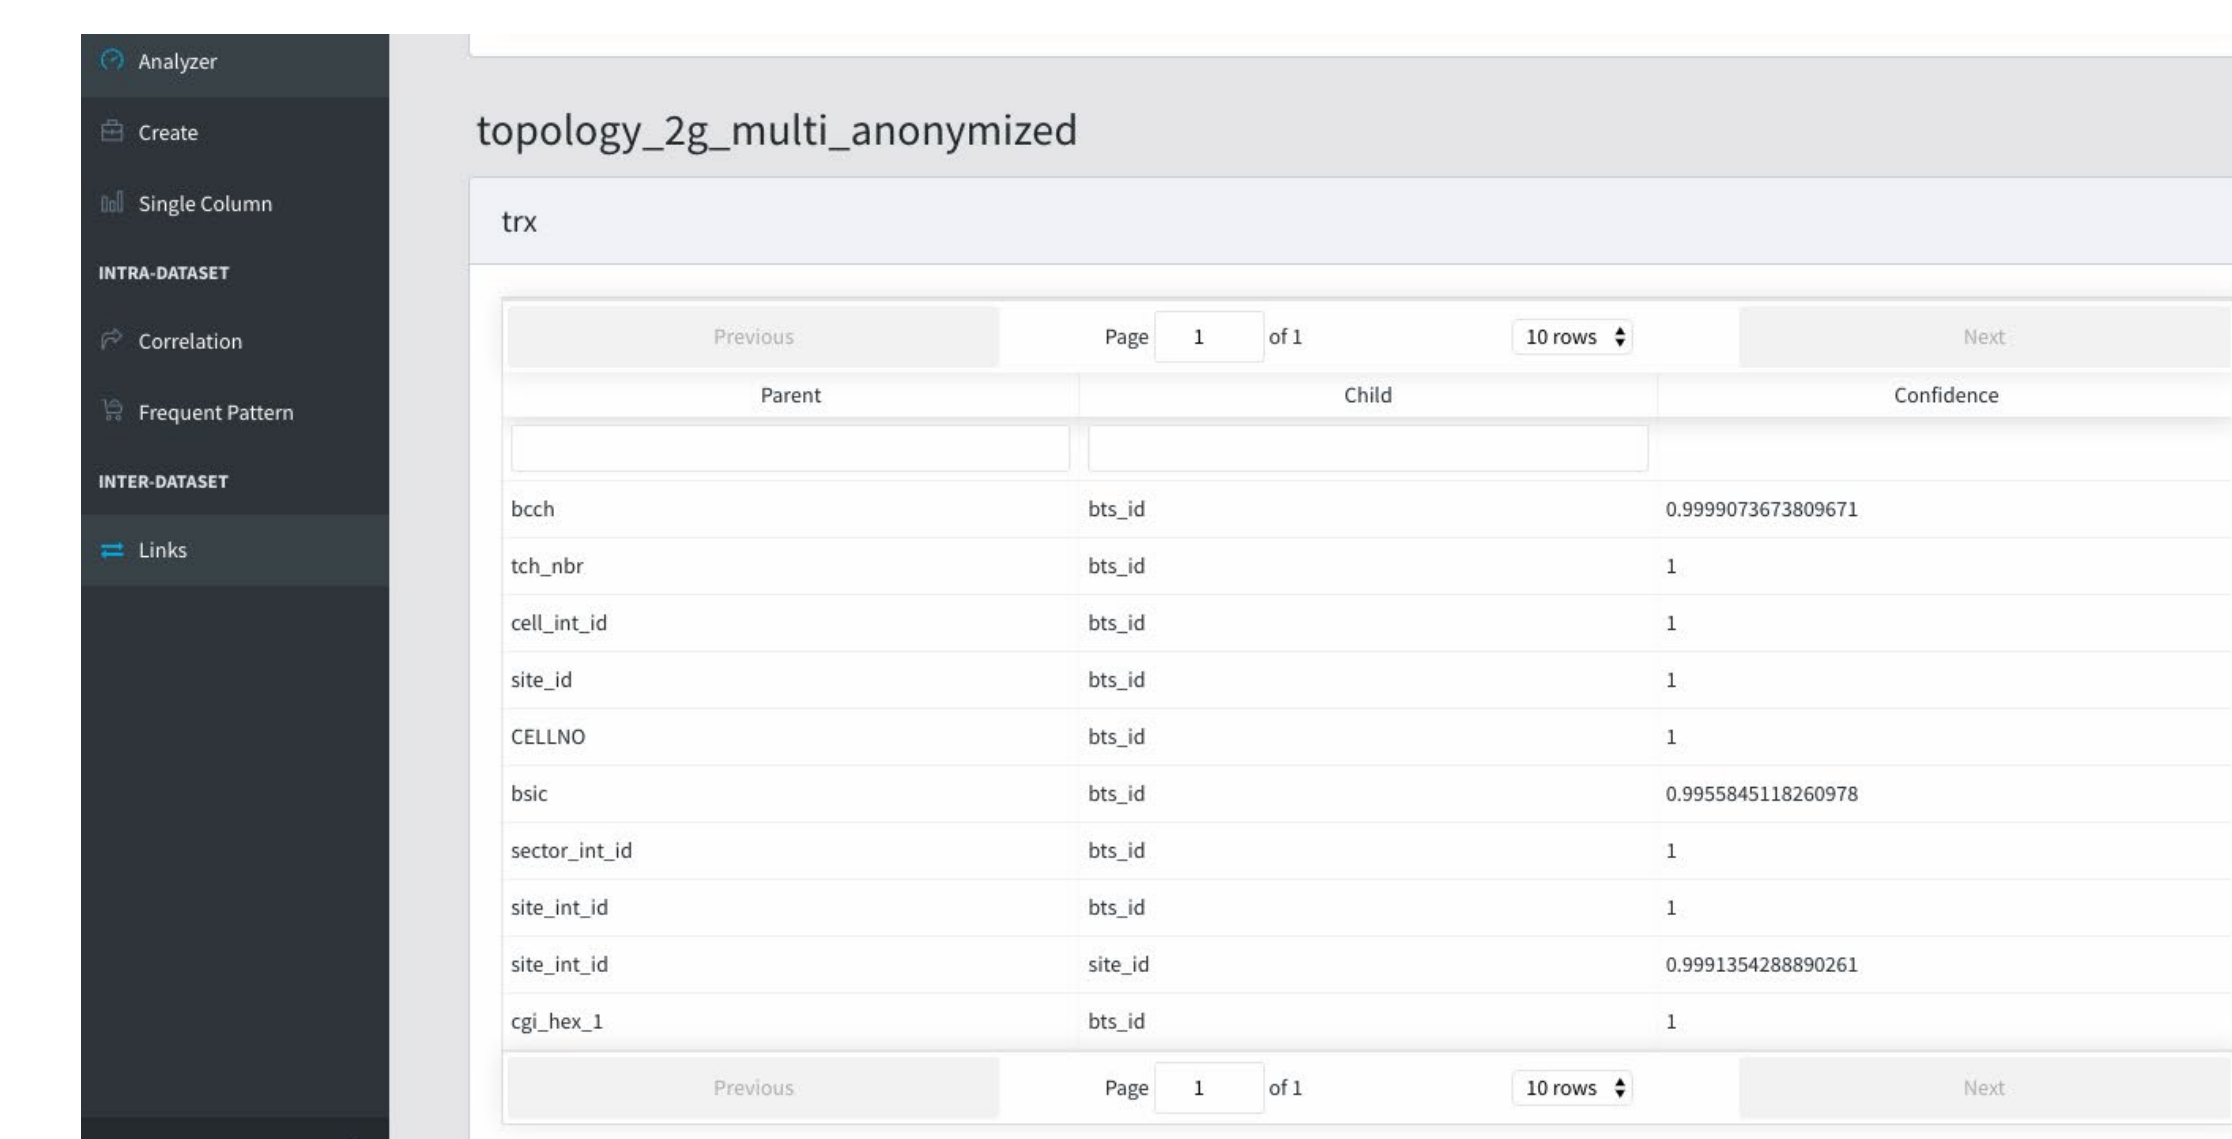 Analyzer
Create
Single Column
INTRA-DATASET
Correlation
Frequent Pattern
INTER-DATASET
Links
topology_2g_multi_anonymized
trx
Previous Page 1 of 1 10 rows Next
Parent Child Confidence
bcch bts_id 0.9999073673809671
tch_nbr bts_id 1
cell_int_id bts_id 1
site_id bts_id 1
CELLNO bts_id 1
bsic bts_id 0.9955845118260978
sector_int_id bts_id 1
site_int_id bts_id 1
site_int_id site_id 0.9991354288890261
cgi_hex_1 bts_id 1
Previous Page 1 of 1 10 rows Next